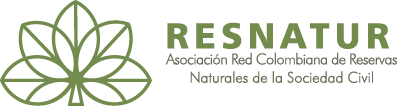 RESNATUR
Asociación Red Colombiana de Reservas
Naturales de la Sociedad Civil